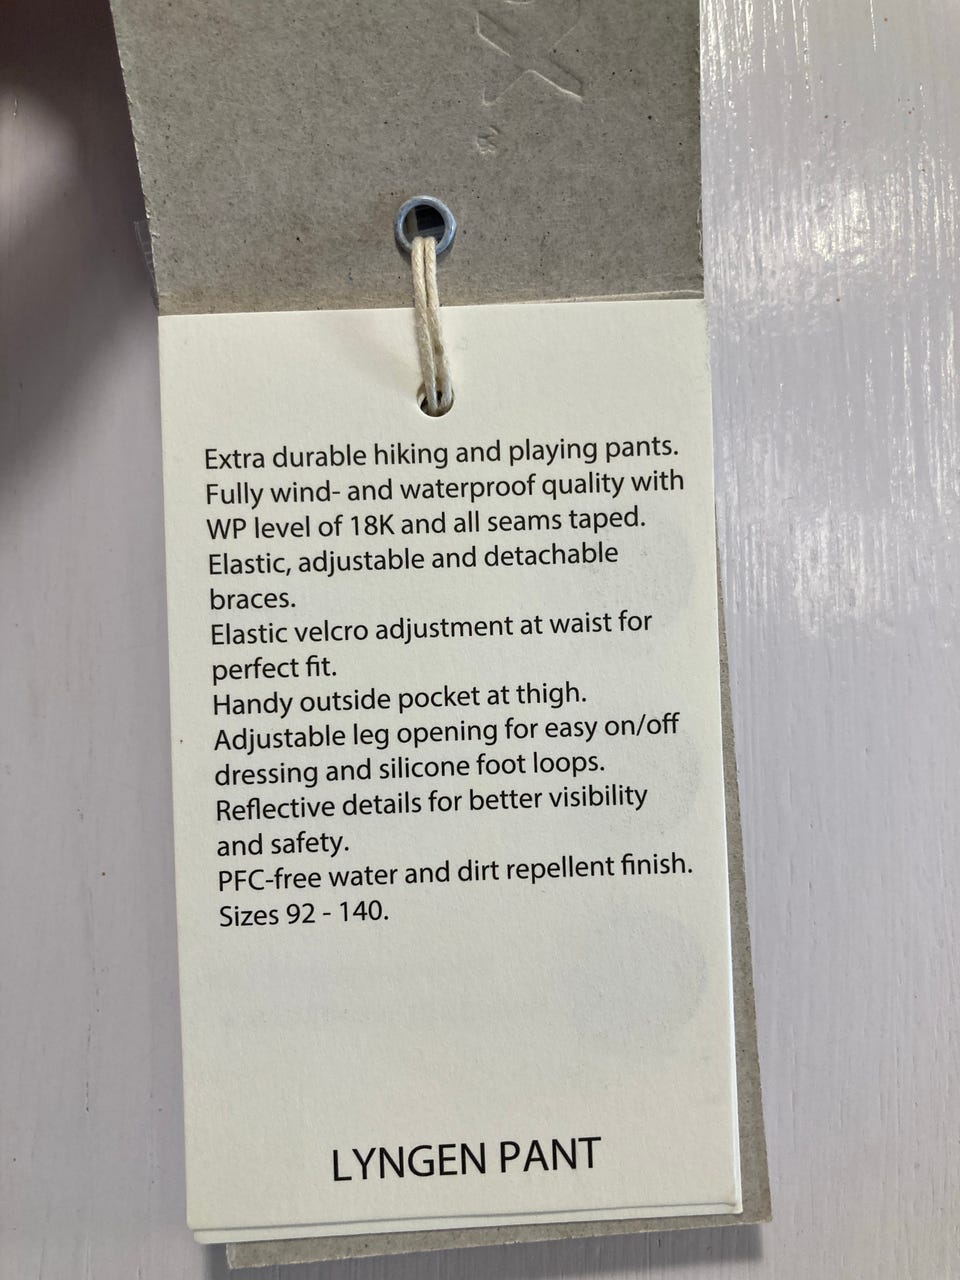 Extra durable hiking and playing pants.
Fully wind- and waterproof quality with
WP level of 18K and all seams taped.
Elastic, adjustable and detachable
braces.
Elastic velcro adjustment at waist for
perfect fit.
Handy outside pocket at thigh.
Adjustable leg opening for easy on/off
dressing and silicone foot loops.
Reflective details for better visibility
and safety.
PFC-free water and dirt repellent finish.
Sizes 92 - 140.
LYNGEN PANT